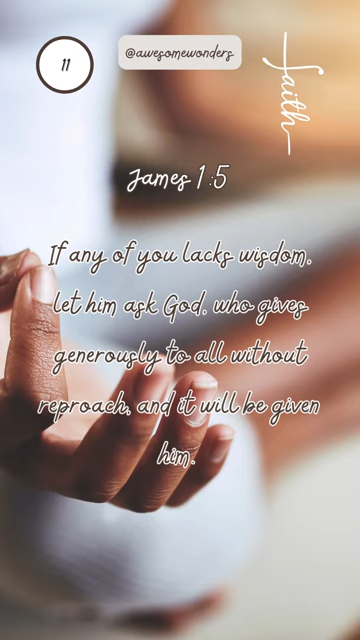 11
@awesomewonders
faith
James 1:5
If any of you lacks wisdom,
let him ask God, who gives
generously to all without
reproach, and it will be given
him.